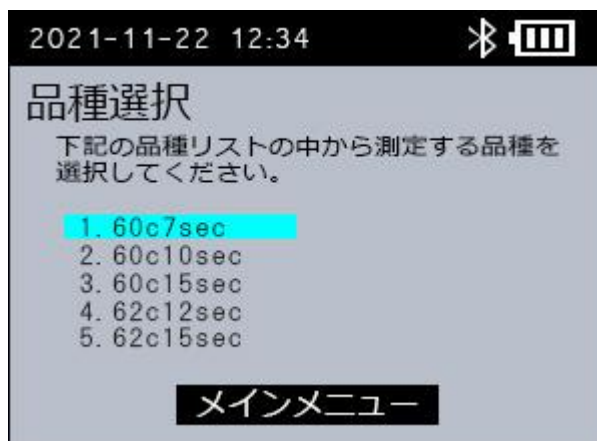 2021-11-22 12:34
品種選択
下記の品種リストの中から測定する品種を
選択してください。
1. 60c7sec
2. 60c10sec
3. 60c15sec
4. 62c12sec
5. 62c15sec
メインメニュー